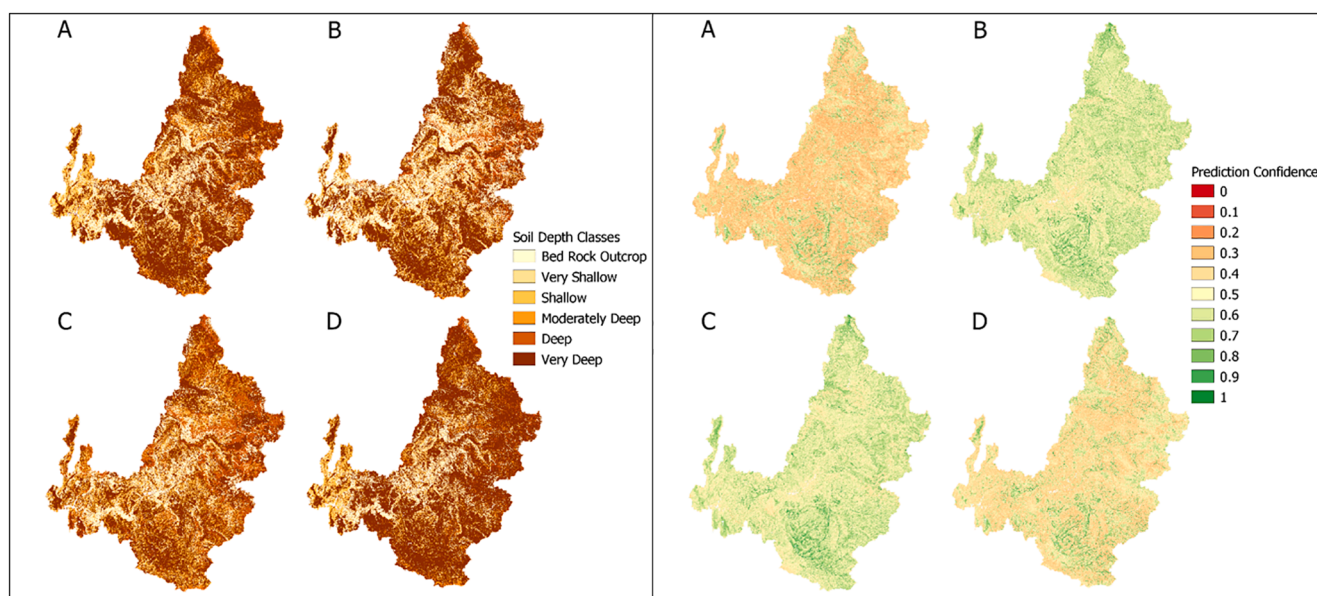 A
B
Soil Depth Classes
Bed Rock Outcrop
Very Shallow
Shallow
Moderately Deep
Deep
Very Deep
C
D
A
B
Prediction Confidence
0
0.1
0.2
0.3
0.4
0.5
0.6
0.7
0.8
0.9
1
C
D